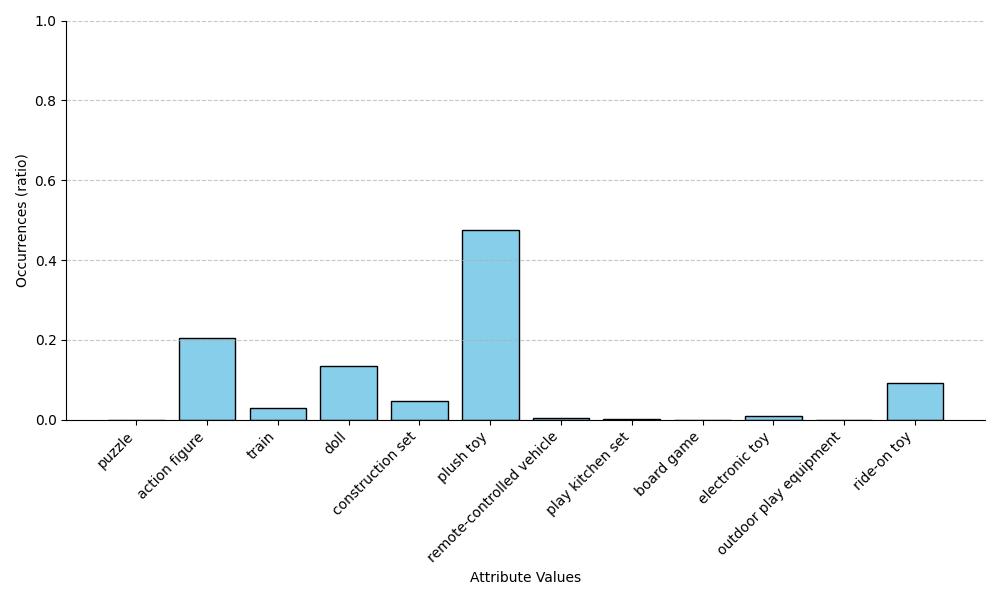 1.0
0.8
0.6
0.4
0.2
0.0
Occurrences (ratio)
puzzle
action figure
train
doll
construction set
plush toy
remote-controlled vehicle
play kitchen set
board game
electronic toy
outdoor play equipment
ride-on toy
Attribute Values